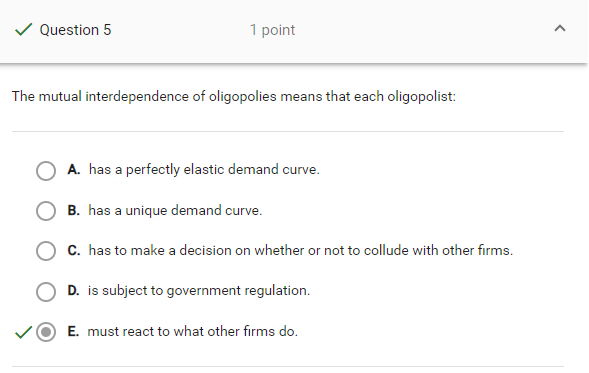 Question 5 1 point
The mutual interdependence of oligopolies means that each oligopolist:
A. has a perfectly elastic demand curve.
B. has a unique demand curve.
C. has to make a decision on whether or not to collude with other firms.
D. is subject to government regulation.
E. must react to what other firms do.